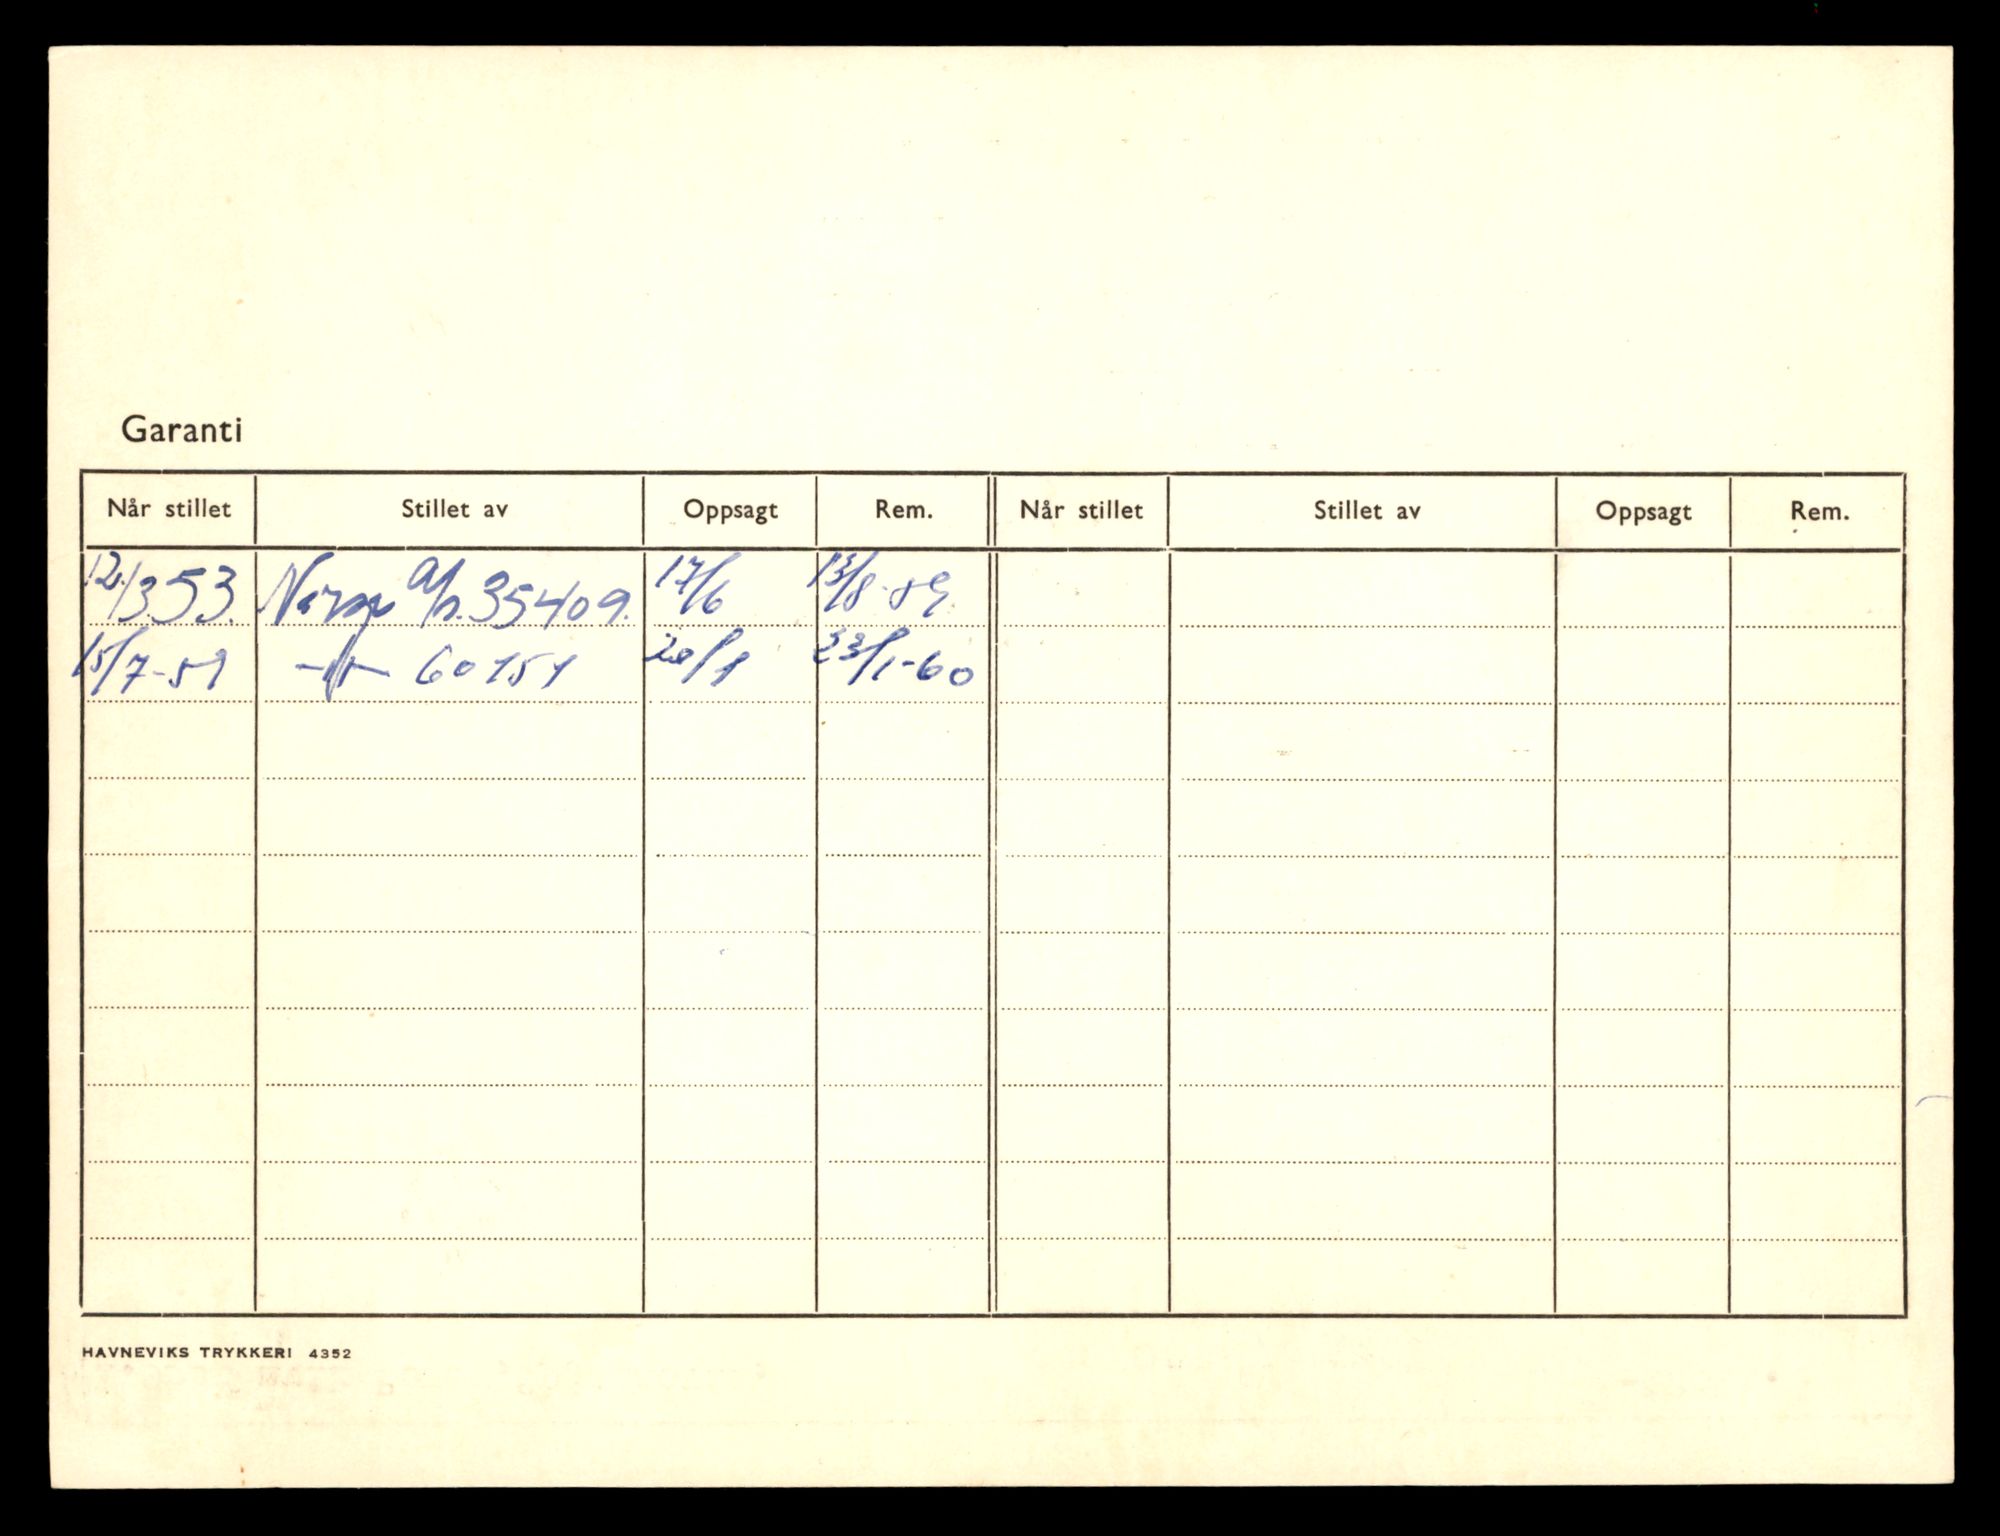 Garanti
Når stillet Stillet av Oppsagt Rem. Når stillet Stillet av Oppsagt Rem.
12/3.53. Norge a/s. 35409. 17/6 13/8-59
15/7-59 -"- 60151 20/1 23/1-60
HAVNEVIKS TRYKKERI 4352